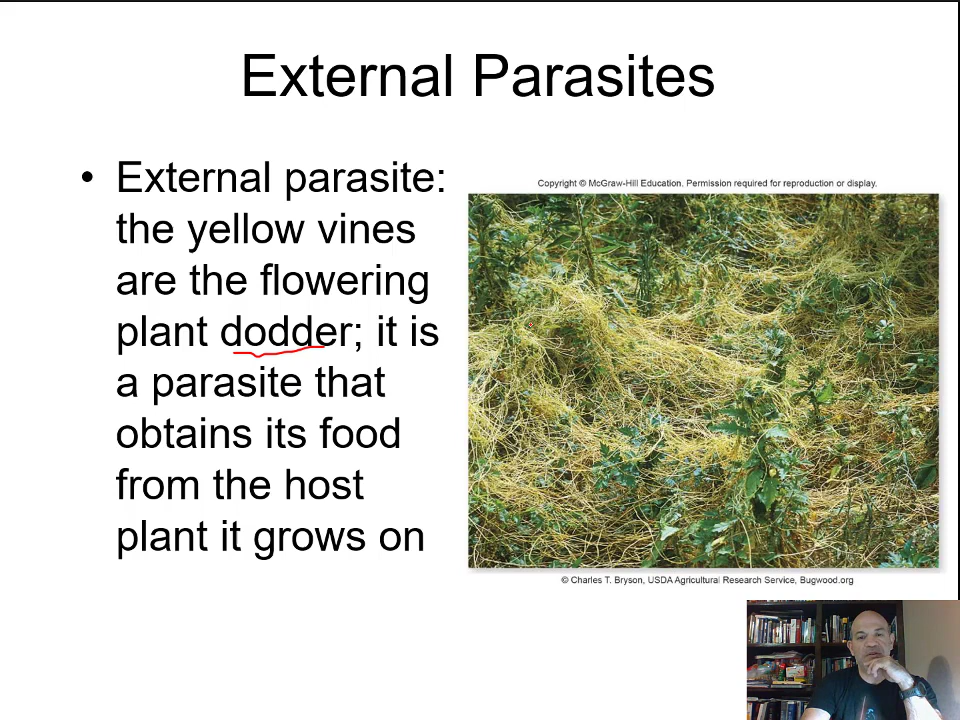 External Parasites
• External parasite:
the yellow vines
are the flowering
plant dodder; it is
a parasite that
obtains its food
from the host
plant it grows on
Copyright © McGraw-Hill Education. Permission required for reproduction or display.
© Charles T. Bryson, USDA Agricultural Research Service, Bugwood.org